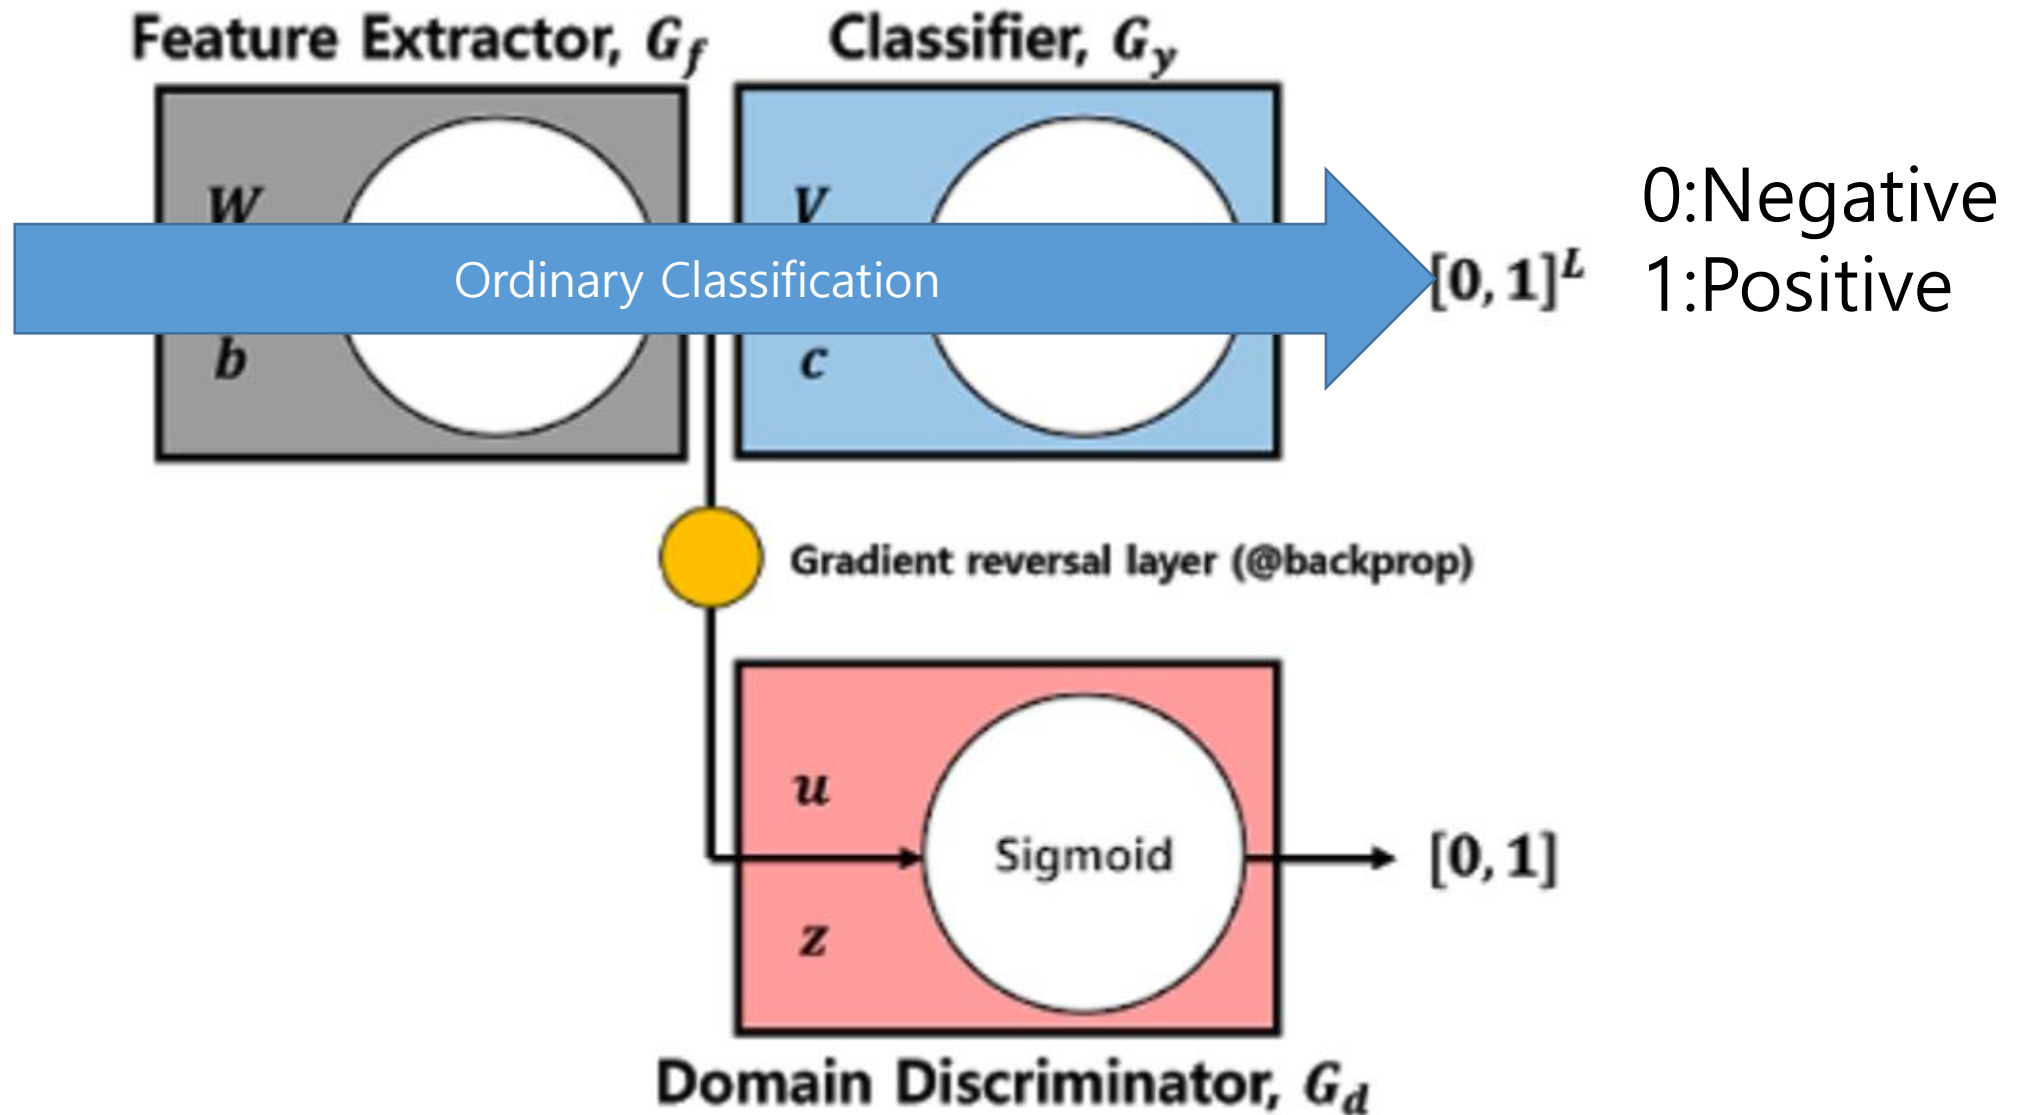 Feature Extractor, G_f
Classifier, G_y
W
V
0:Negative
Ordinary Classification
[0, 1]^L
1:Positive
b
c
Gradient reversal layer (@backprop)
u
Sigmoid
[0, 1]
z
Domain Discriminator, G_d